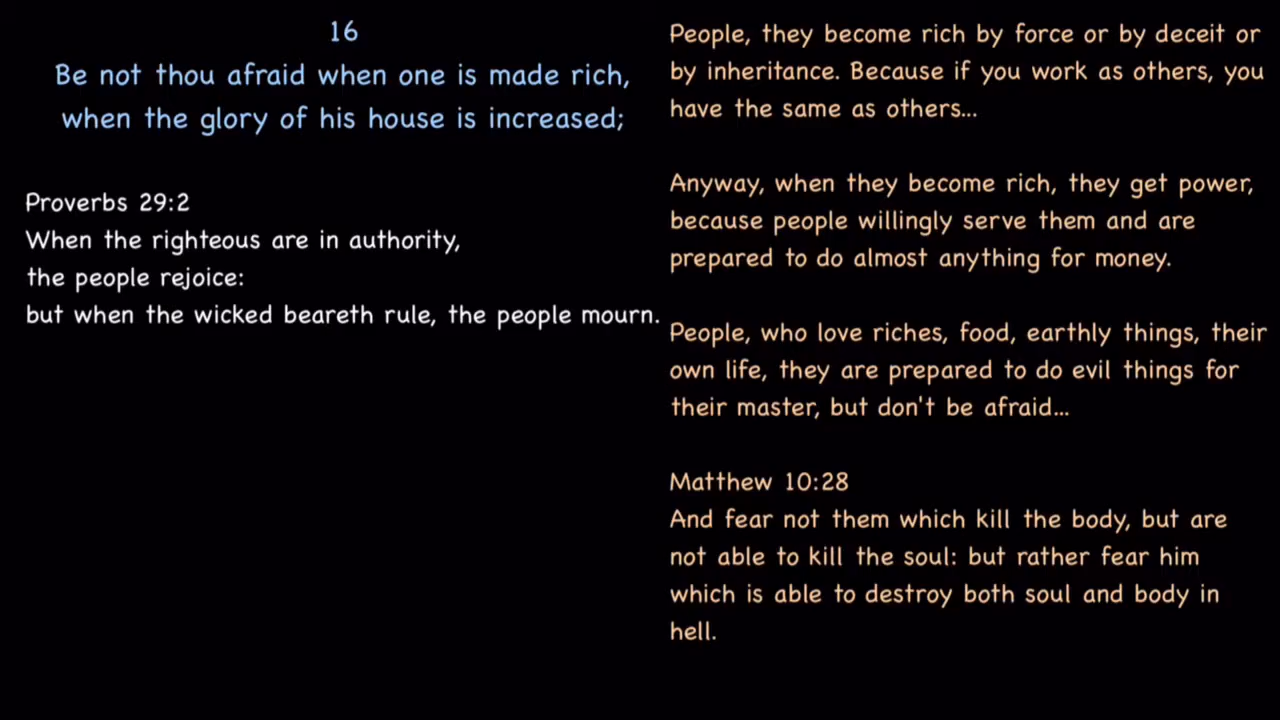 16
Be not thou afraid when one is made rich,
when the glory of his house is increased;
Proverbs 29:2
When the righteous are in authority,
the people rejoice:
but when the wicked beareth rule, the people mourn.
People, they become rich by force or by deceit or
by inheritance. Because if you work as others, you
have the same as others...
Anyway, when they become rich, they get power,
because people willingly serve them and are
prepared to do almost anything for money.
People, who love riches, food, earthly things, their
own life, they are prepared to do evil things for
their master, but don't be afraid...
Matthew 10:28
And fear not them which kill the body, but are
not able to kill the soul: but rather fear him
which is able to destroy both soul and body in
hell.